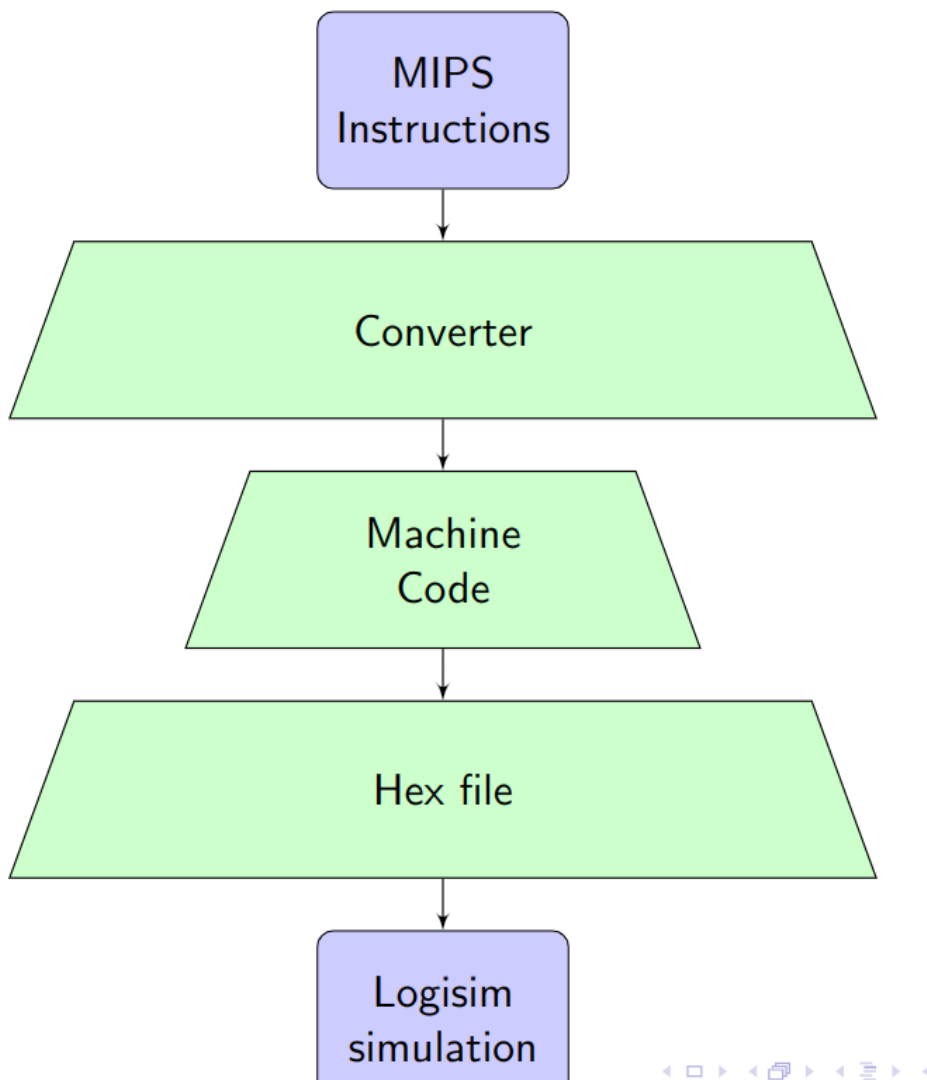 MIPS
Instructions
Converter
Machine
Code
Hex file
Logisim
simulation